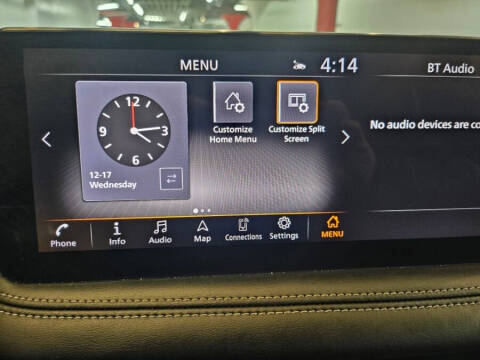 MENU
4:14
BT Audio
12
3
6
9
12-17
Wednesday
Customize
Home Menu
Customize Split
Screen
No audio devices are co
Phone
Info
Audio
Map
Connections
Settings
MENU